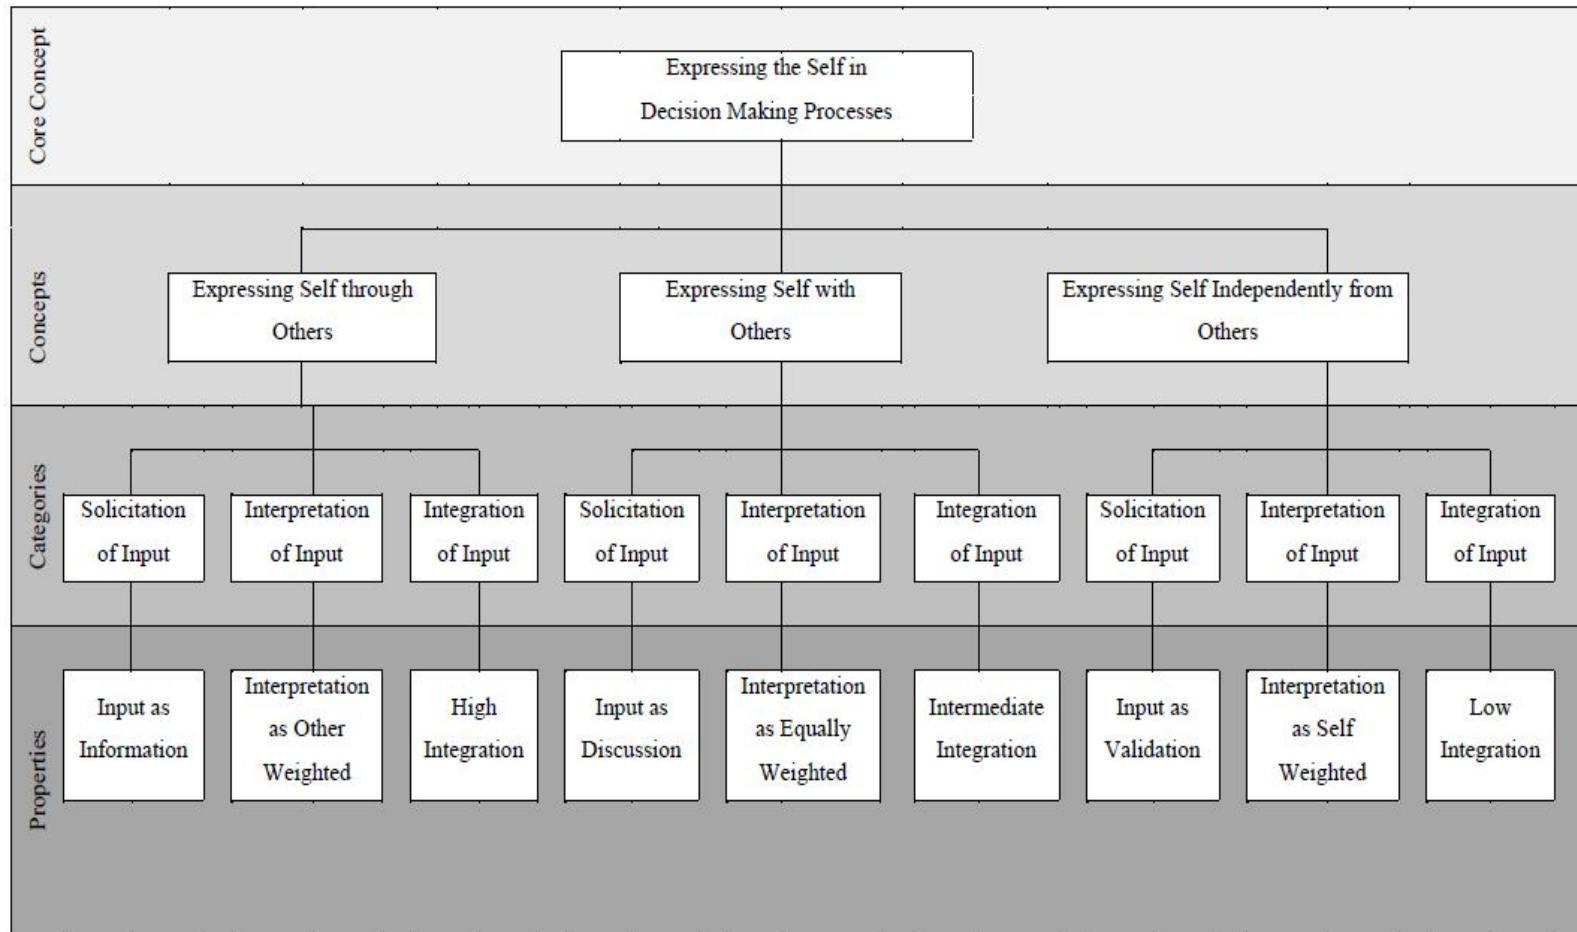 Core Concept
Expressing the Self in
Decision Making Processes
Concepts
Expressing Self through
Others
Expressing Self with
Others
Expressing Self Independently from
Others
Categories
Solicitation
of Input
Interpretation
of Input
Integration
of Input
Solicitation
of Input
Interpretation
of Input
Integration
of Input
Solicitation
of Input
Interpretation
of Input
Integration
of Input
Properties
Input as
Information
Interpretation
as Other
Weighted
High
Integration
Input as
Discussion
Interpretation
as Equally
Weighted
Intermediate
Integration
Input as
Validation
Interpretation
as Self
Weighted
Low
Integration